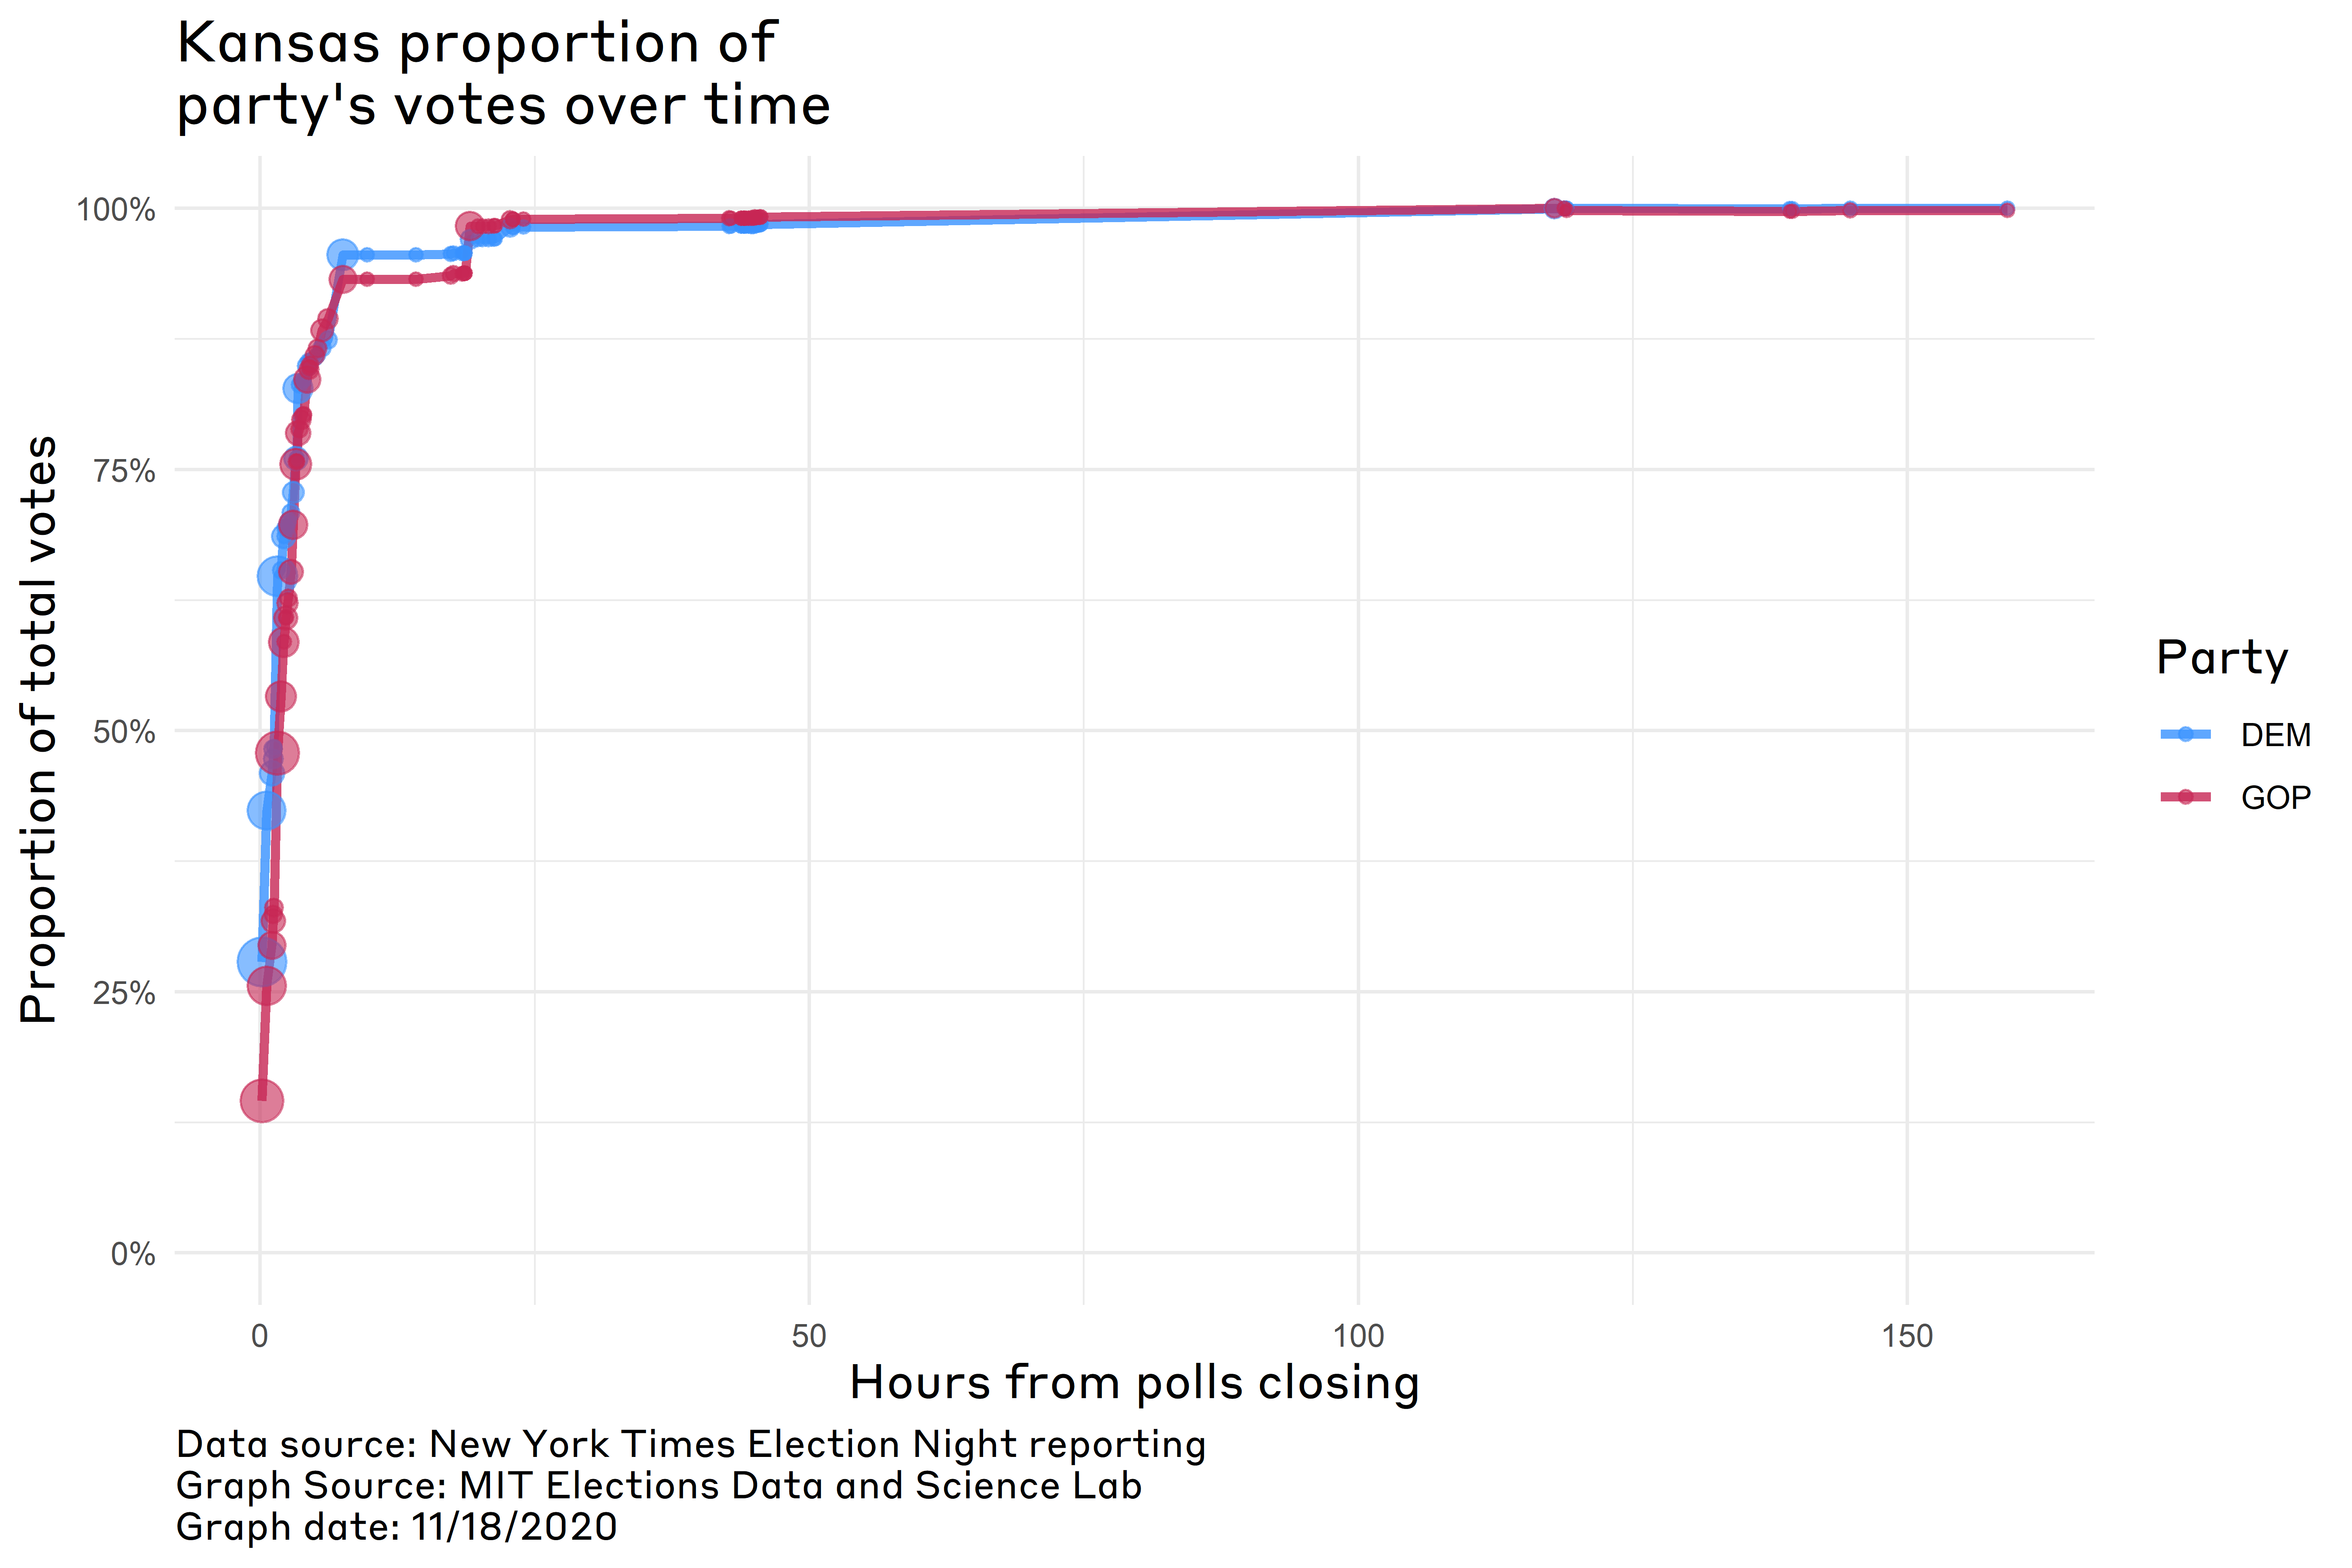 Kansas proportion of
party's votes over time
Proportion of total votes
100%
75%
50%
25%
0%
0
50
100
150
Hours from polls closing
Party
DEM
GOP
Data source: New York Times Election Night reporting
Graph Source: MIT Elections Data and Science Lab
Graph date: 11/18/2020